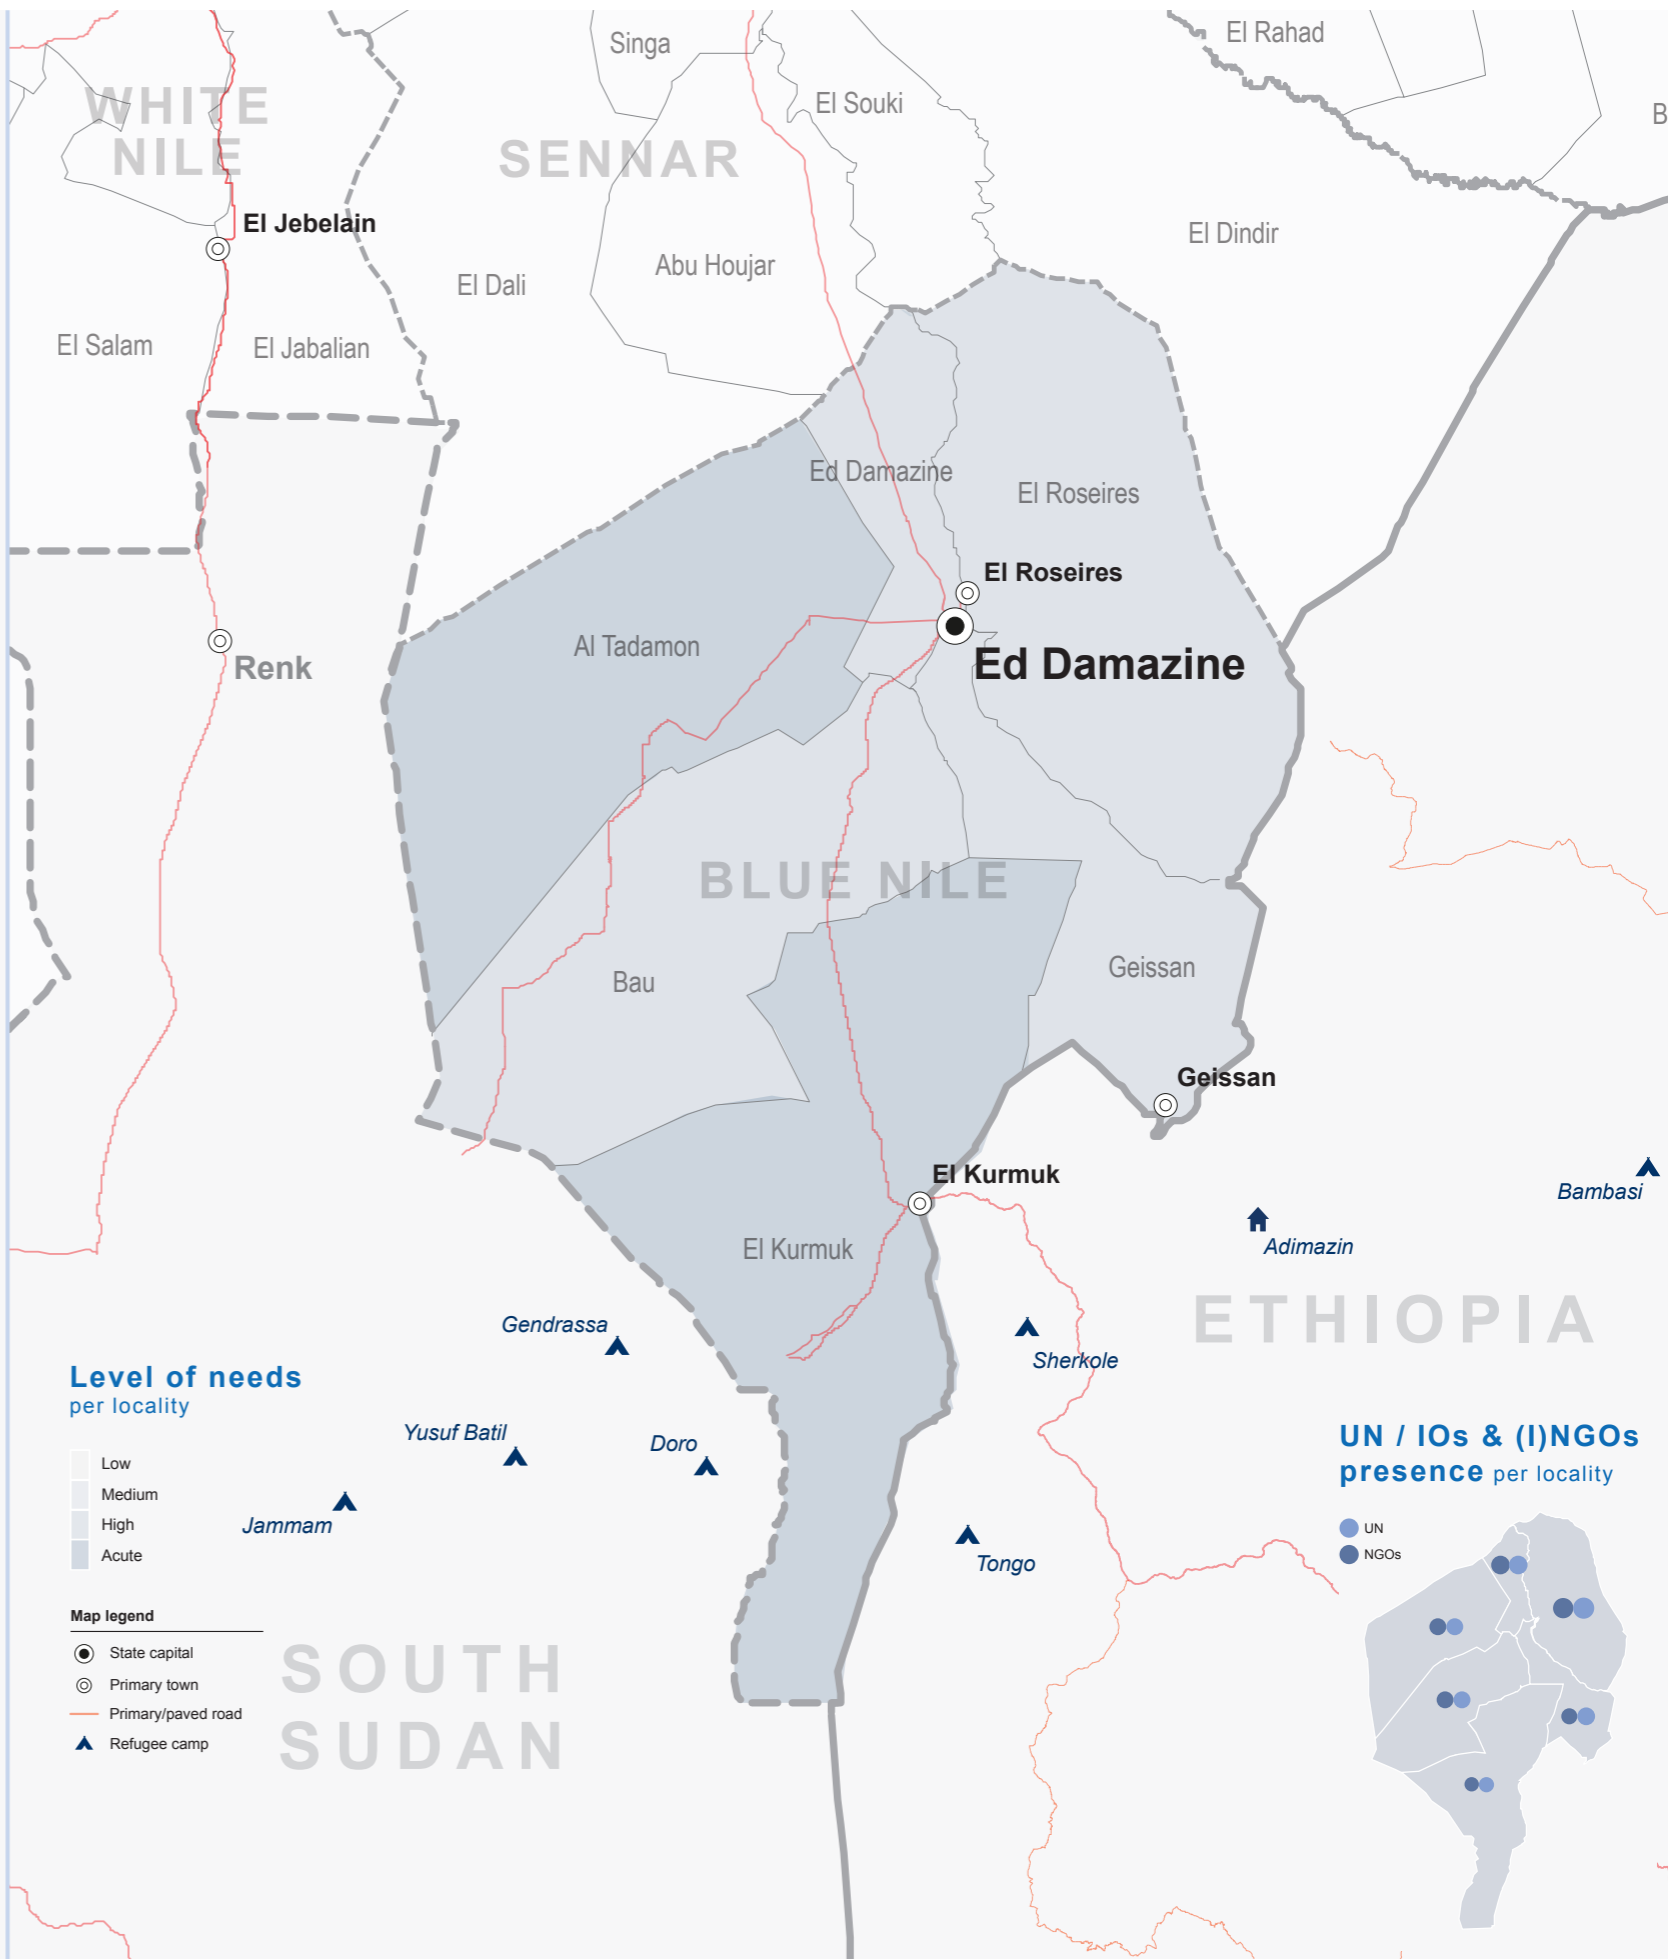 Singa
El Rahad
El Souki
WHITE
NILE
SENNAR
B
El Jebelain
El Dindir
Abu Houjar
El Dali
El Salam
El Jabalian
Ed Damazine
El Roseires
El Roseires
Al Tadamon
Ed Damazine
Renk
BLUE NILE
Bau
Geissan
Geissan
El Kurmuk
Bambasi
El Kurmuk
Adimazin
ETHIOPIA
Gendrassa
Sherkole
Yusuf Batil
Doro
Jammam
Tongo
SOUTH
SUDAN
Level of needs
per locality
Low
Medium
High
Acute
Map legend
State capital
Primary town
Primary/paved road
Refugee camp
UN / IOs & (I)NGOs
presence per locality
UN
NGOs